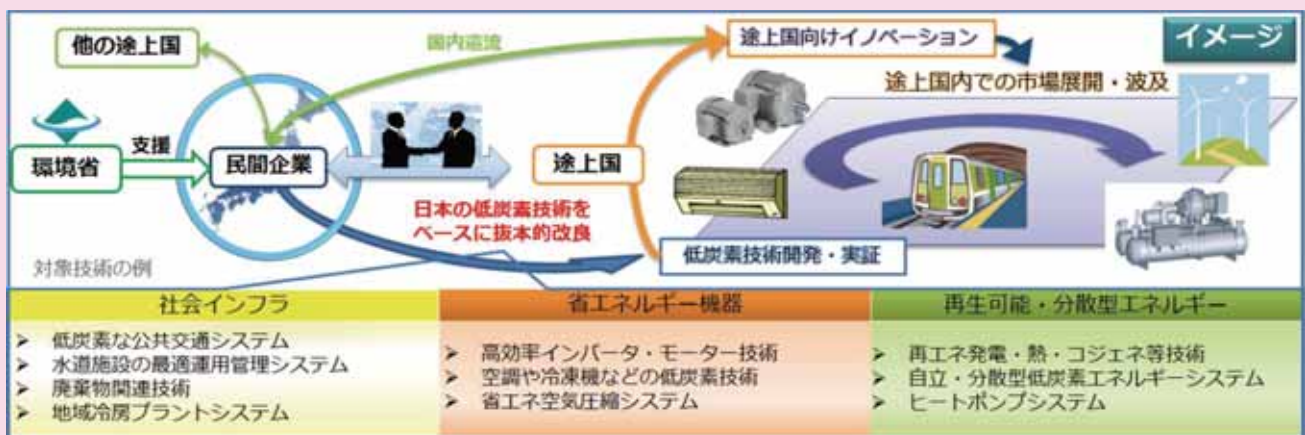 イメージ
他の途上国
国内還流
途上国向けイノベーション
途上国内での市場展開・波及
環境省
支援
民間企業
途上国
日本の低炭素技術を
ベースに抜本的改良
低炭素技術開発・実証
対象技術の例
社会インフラ
➢ 低炭素な公共交通システム
➢ 水道施設の最適運用管理システム
➢ 廃棄物関連技術
➢ 地域冷房プラントシステム
省エネルギー機器
➢ 高効率インバータ・モーター技術
➢ 空調や冷凍機などの低炭素技術
➢ 省エネ空気圧縮システム
再生可能・分散型エネルギー
➢ 再エネ発電・熱・コジェネ等技術
➢ 自立・分散型低炭素エネルギーシステム
➢ ヒートポンプシステム